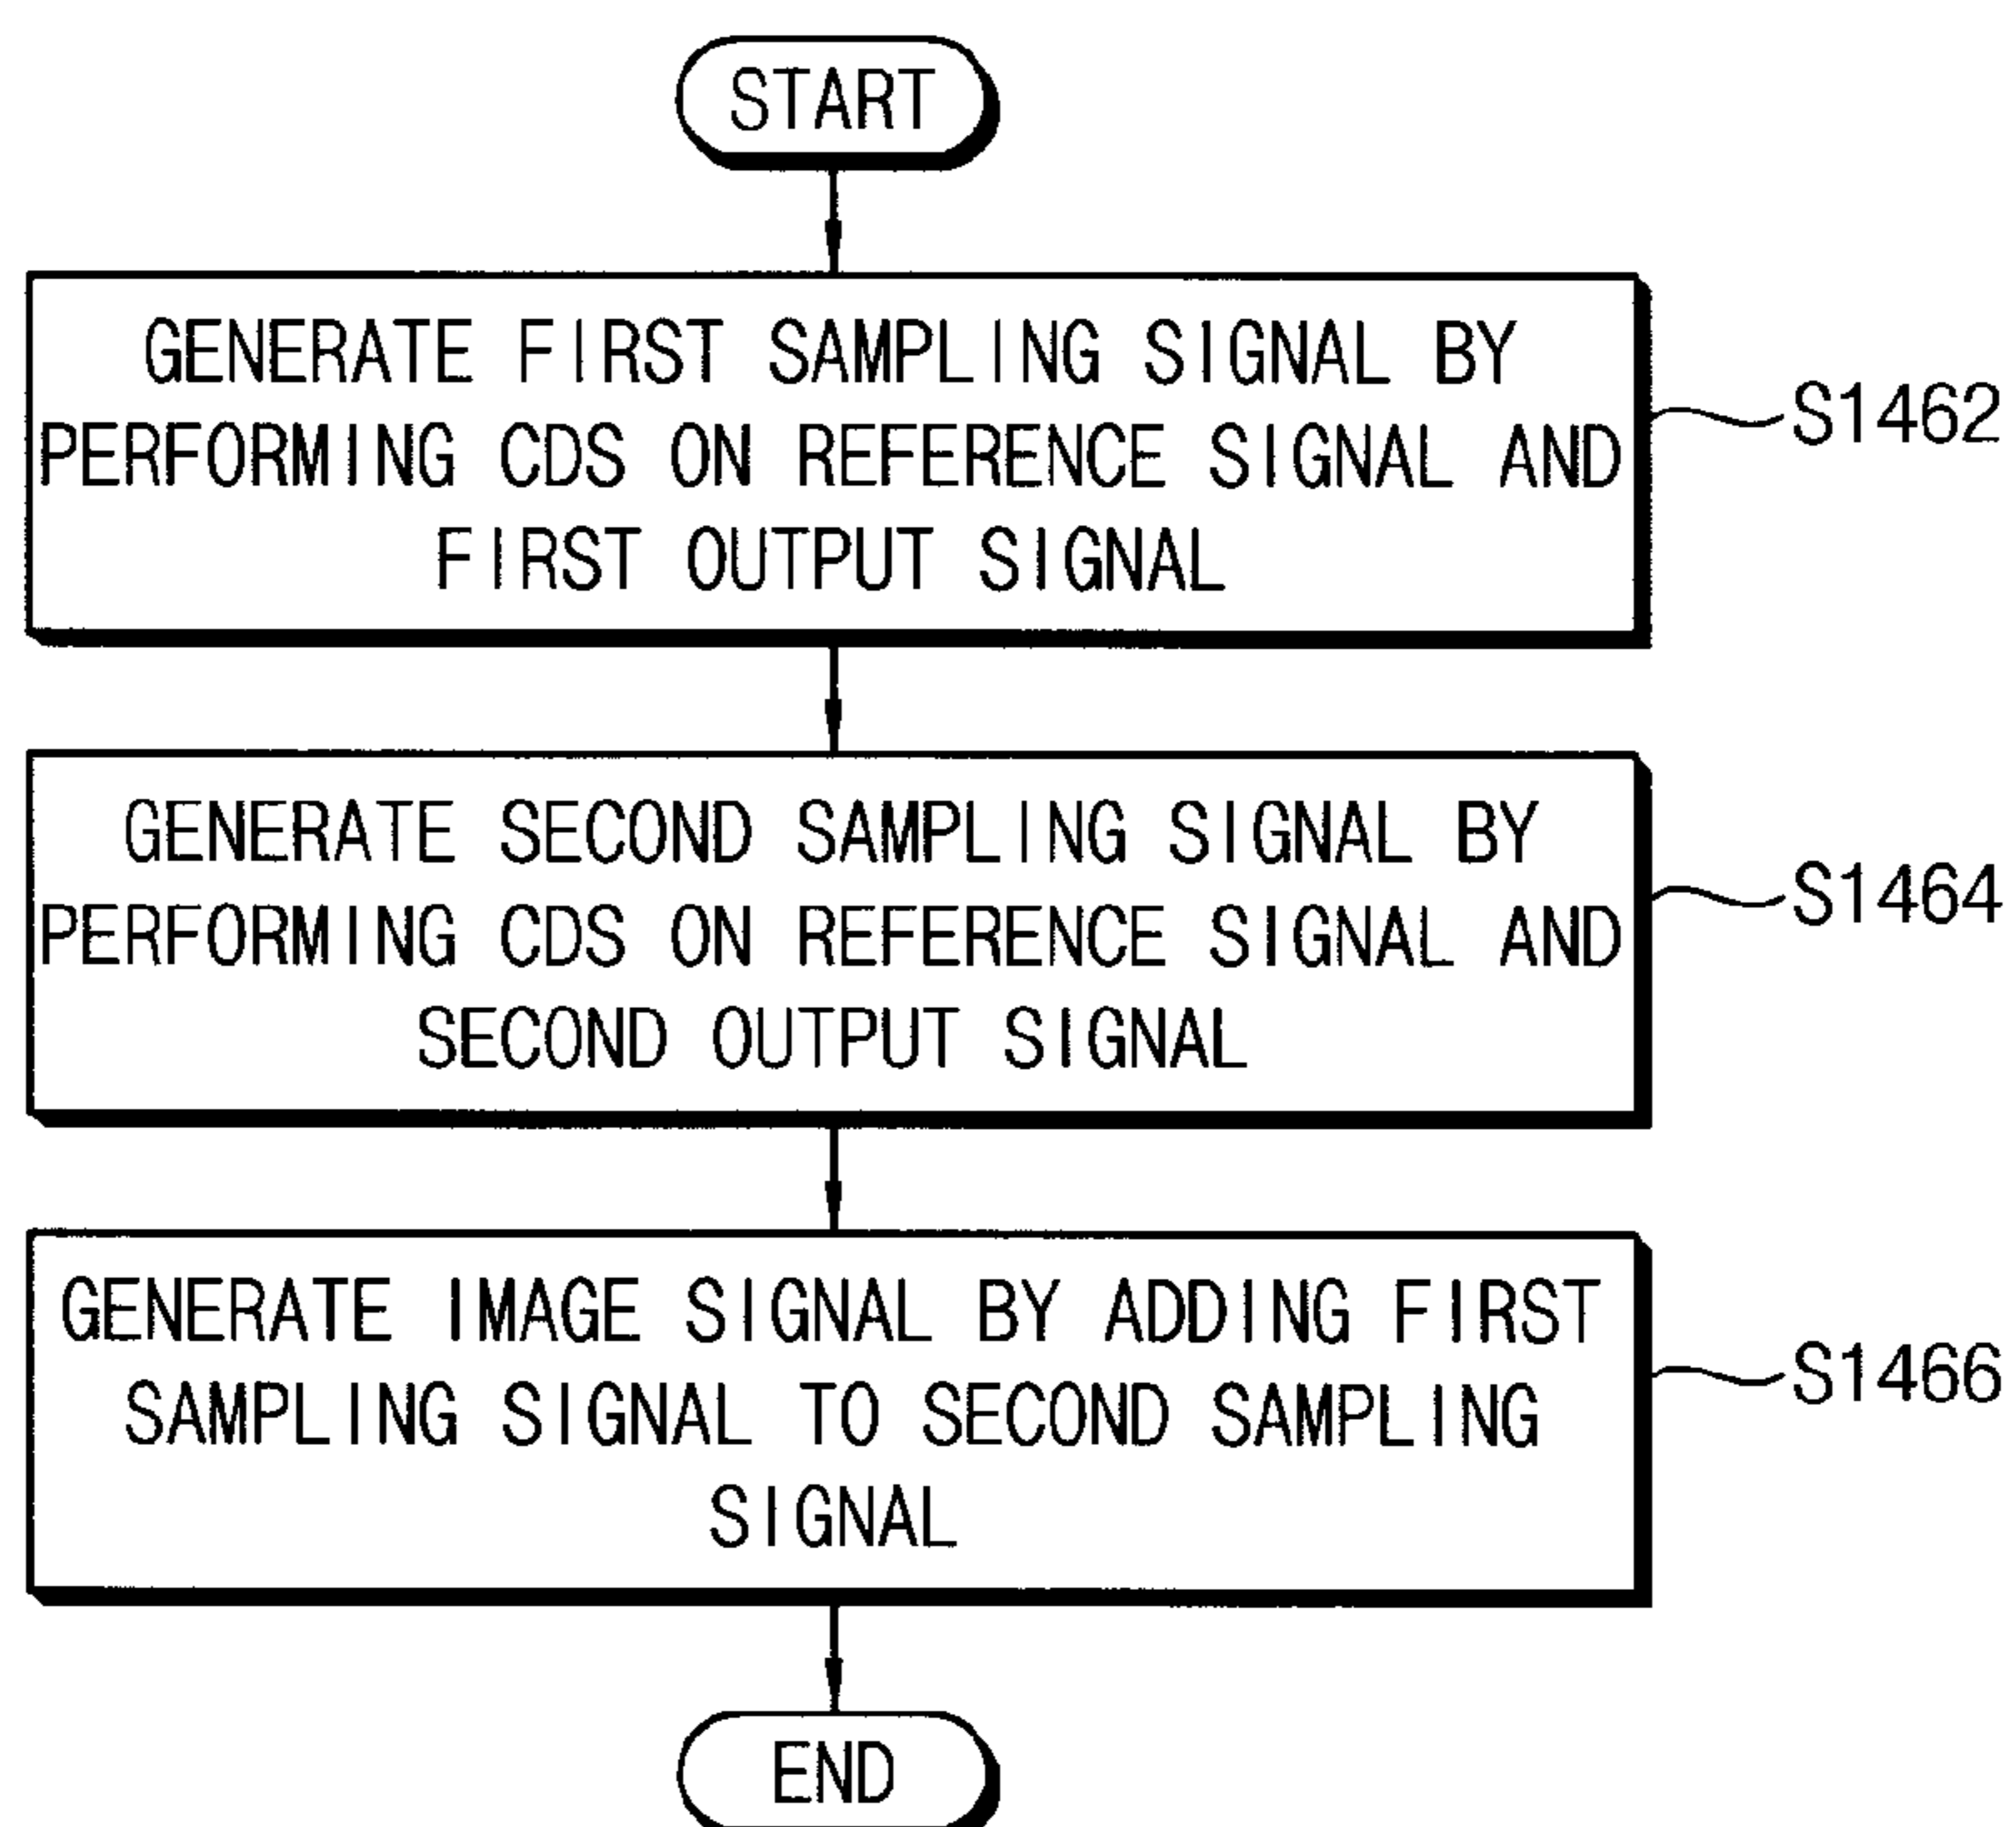 START
GENERATE FIRST SAMPLING SIGNAL BY
PERFORMING CDS ON REFERENCE SIGNAL AND
FIRST OUTPUT SIGNAL
S1462
GENERATE SECOND SAMPLING SIGNAL BY
PERFORMING CDS ON REFERENCE SIGNAL AND
SECOND OUTPUT SIGNAL
S1464
GENERATE IMAGE SIGNAL BY ADDING FIRST
SAMPLING SIGNAL TO SECOND SAMPLING
SIGNAL
S1466
END